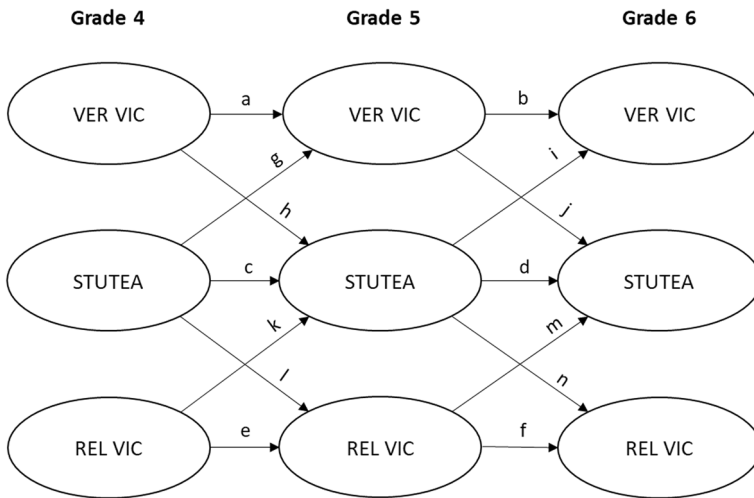 Grade 4 Grade 5 Grade 6
VER VIC a VER VIC b VER VIC
g i
h j
STUTEA c STUTEA d STUTEA
k m
l n
REL VIC e REL VIC f REL VIC